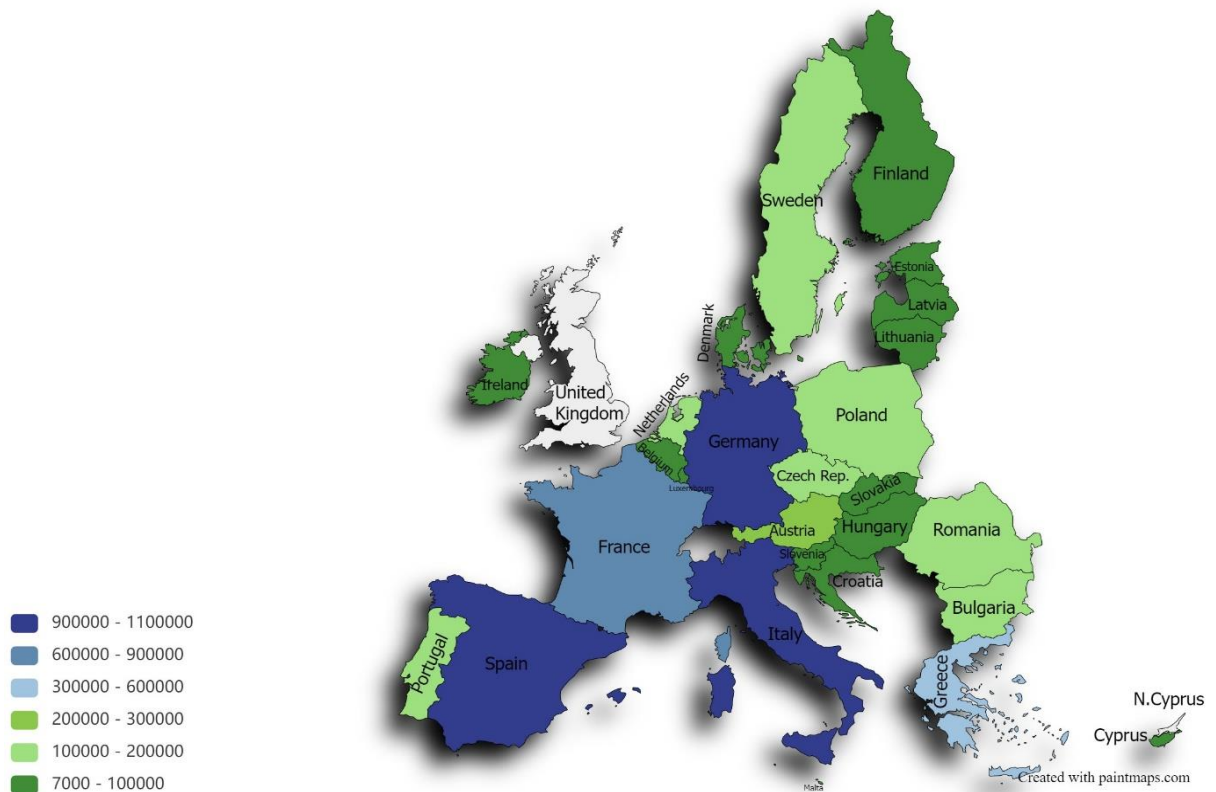 Finland
Sweden
Estonia
Latvia
Lithuania
Denmark
Ireland
United
Kingdom
Netherlands
Poland
Germany
Belgium
Czech Rep.
Luxembourg
Slovakia
Austria
Hungary
Romania
France
Slovenia
Croatia
Bulgaria
900000 - 1100000
600000 - 900000
300000 - 600000
200000 - 300000
100000 - 200000
7000 - 100000
Portugal
Spain
Italy
Greece
N.Cyprus
Cyprus
Malta
Created with paintmaps.com